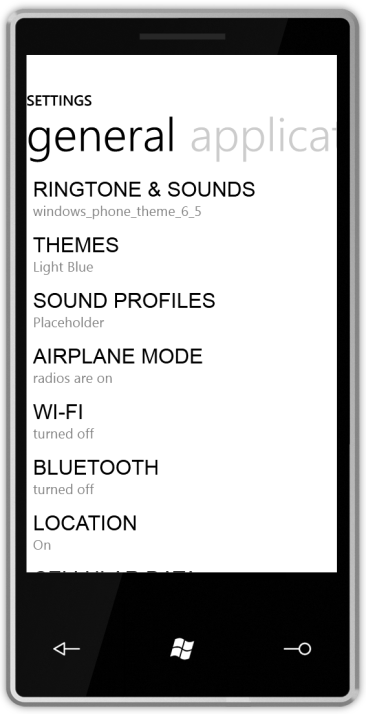 SETTINGS
general applicat
RINGTONE & SOUNDS
windows_phone_theme_6_5
THEMES
Light Blue
SOUND PROFILES
Placeholder
AIRPLANE MODE
radios are on
WI-FI
turned off
BLUETOOTH
turned off
LOCATION
On